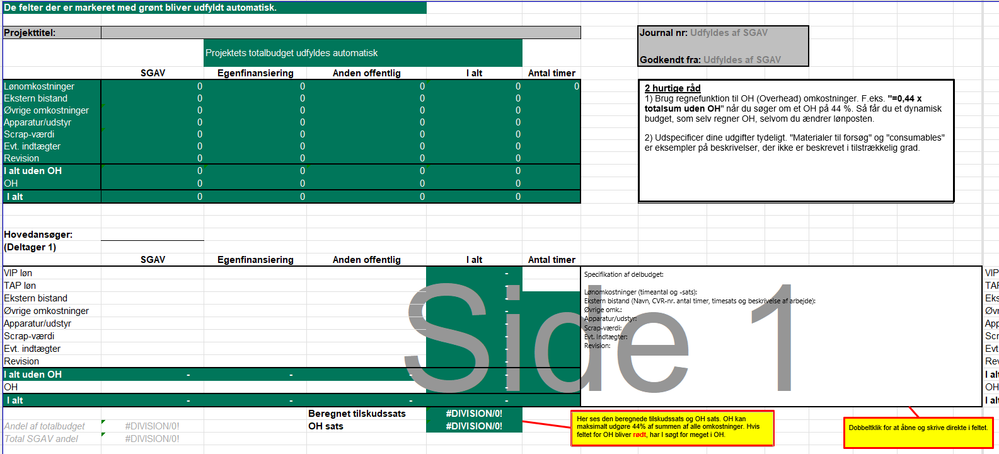 De felter der er markeret med grønt bliver udfyldt automatisk.
Projekttitel:
Journal nr: Udfyldes af SGAV
Godkendt fra: Udfyldes af SGAV
Projektets totalbudget udfyldes automatisk
SGAV Egenfinansiering Anden offentlig I alt Antal timer
Lønomkostninger 0 0 0 0 0
Ekstern bistand 0 0 0 0
Øvrige omkostninger 0 0 0 0
Apparatur/udstyr 0 0 0 0
Scrap-værdi 0 0 0 0
Evt. indtægter 0 0 0 0
Revision 0 0 0 0
I alt uden OH 0 0 0 0
OH 0 0 0 0
I alt 0 0 0 0
2 hurtige råd
1) Brug regnefunktion til OH (Overhead) omkostninger. F.eks. "=0,44 x
totalsum uden OH" når du søger om et OH på 44 %. Så får du et dynamisk
budget, som selv regner OH, selvom du ændrer lønposten.
2) Udspecificer dine udgifter tydeligt. "Materialer til forsøg" og "consumables"
er eksempler på beskrivelser, der ikke er beskrevet i tilstrækkelig grad.
Hovedansøger:
(Deltager 1)
SGAV Egenfinansiering Anden offentlig I alt Antal timer
VIP løn -
TAP løn -
Ekstern bistand -
Øvrige omkostninger -
Apparatur/udstyr -
Scrap-værdi -
Evt. indtægter -
Revision -
I alt uden OH - - - -
OH -
I alt - - - -
Side 1
Specifikation af delbudget:
Lønomkostninger (timeantal og -sats):
Ekstern bistand (Navn, CVR-nr. antal timer, timesats og beskrivelse af arbejde):
Øvrige omk.:
Apparatur/udstyr:
Scrap-værdi:
Evt. Indtægter:
Revision:
VIP
TAF
Eks
Øvr
App
Scr
Evt
Rev
I alt
OH
I alt
Beregnet tilskudssats #DIVISION/0!
Andel af totalbudget #DIVISION/0! OH sats #DIVISION/0!
Total SGAV andel #DIVISION/0!
Her ses den beregnede tilskudssats og OH sats. OH kan
maksimalt udgøre 44% af summen af alle omkostninger. Hvis
feltet for OH bliver rødt, har I søgt for meget i OH.
Dobbeltklik for at åbne og skrive direkte i feltet.